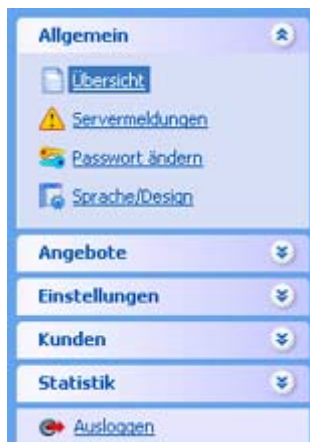 Allgemein
Übersicht
Servermeldungen
Passwort ändern
Sprache/Design
Angebote
Einstellungen
Kunden
Statistik
Ausloggen